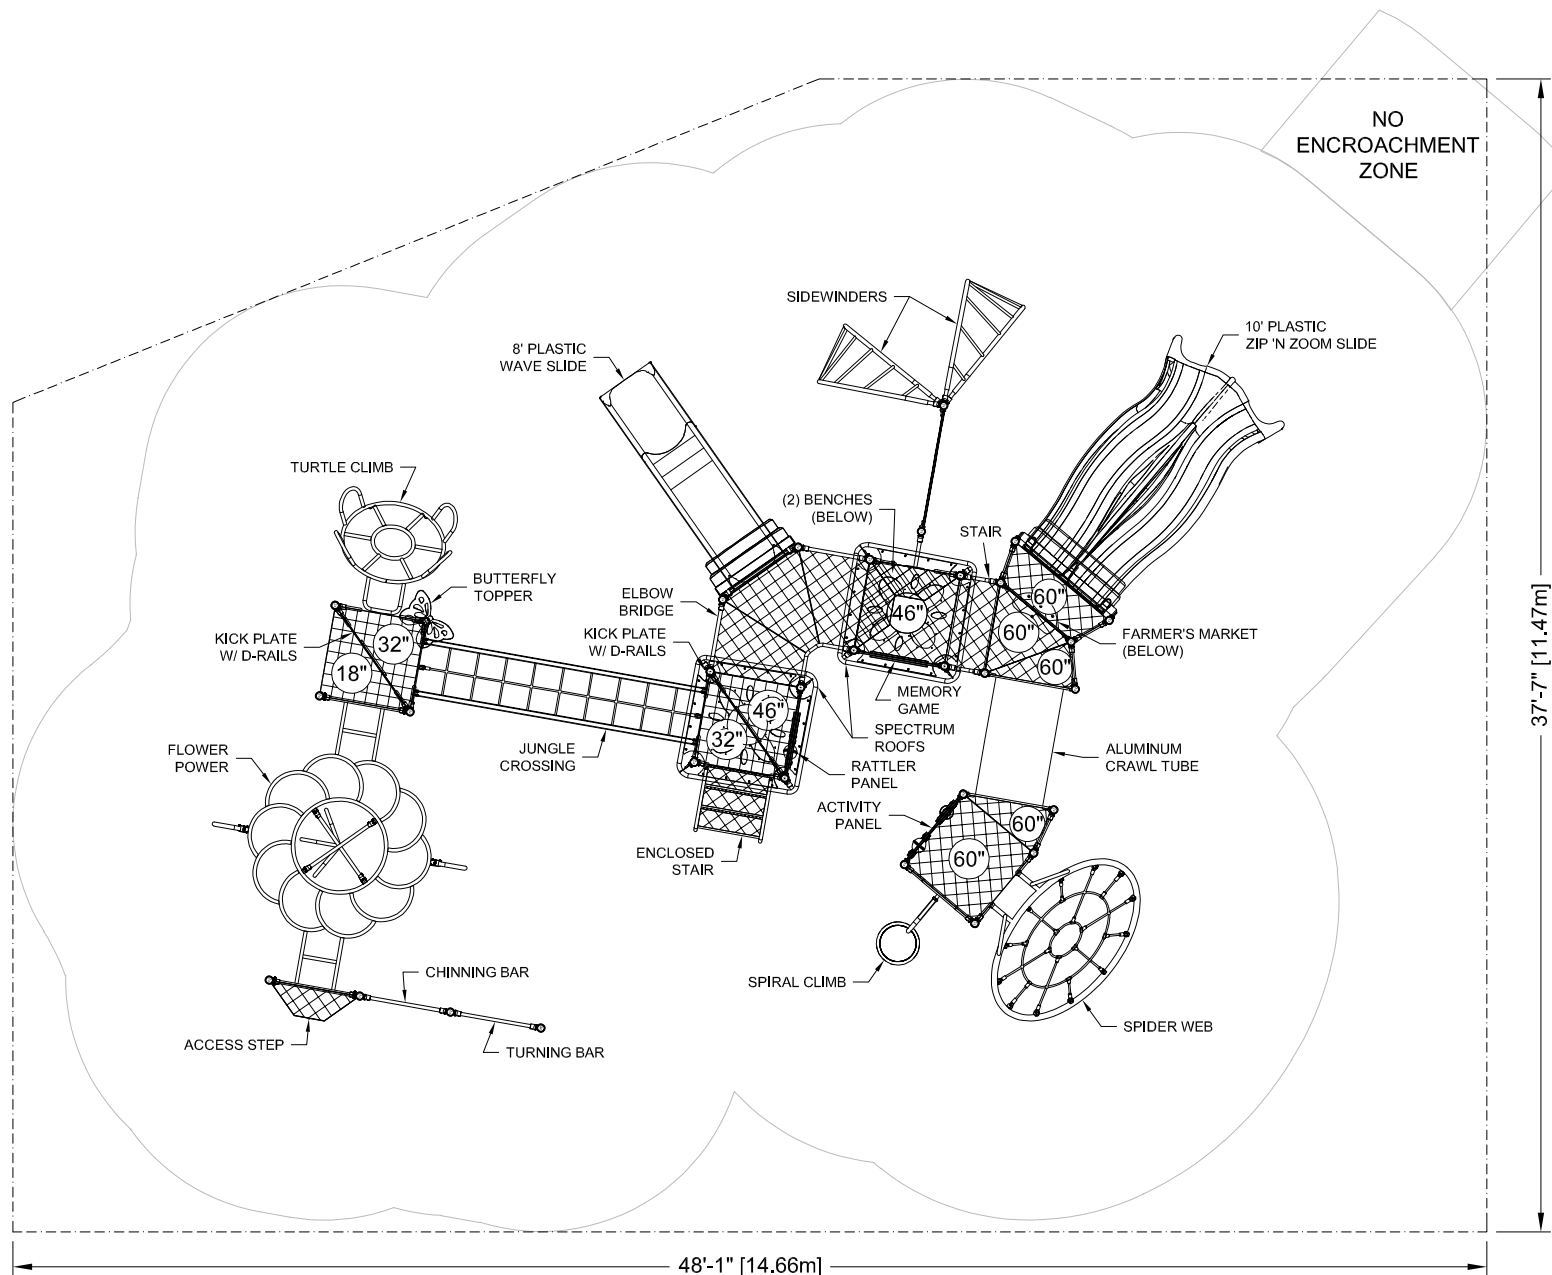 NO
ENCROACHMENT
ZONE
SIDEWINDERS
10' PLASTIC
ZIP 'N ZOOM SLIDE
8' PLASTIC
WAVE SLIDE
TURTLE CLIMB
(2) BENCHES
(BELOW)
STAIR
BUTTERFLY
TOPPER
ELBOW
BRIDGE
KICK PLATE
W/ D-RAILS
KICK PLATE
W/ D-RAILS
32"
18"
46"
60"
60"
60"
FARMER'S MARKET
(BELOW)
MEMORY
GAME
46"
32"
SPECTRUM
ROOFS
RATTLER
PANEL
FLOWER
POWER
JUNGLE
CROSSING
ALUMINUM
CRAWL TUBE
ACTIVITY
PANEL
60"
60"
ENCLOSED
STAIR
CHINNING BAR
SPIRAL CLIMB
SPIDER WEB
ACCESS STEP
TURNING BAR
37'-7" [11.47m]
48'-1" [14.66m]